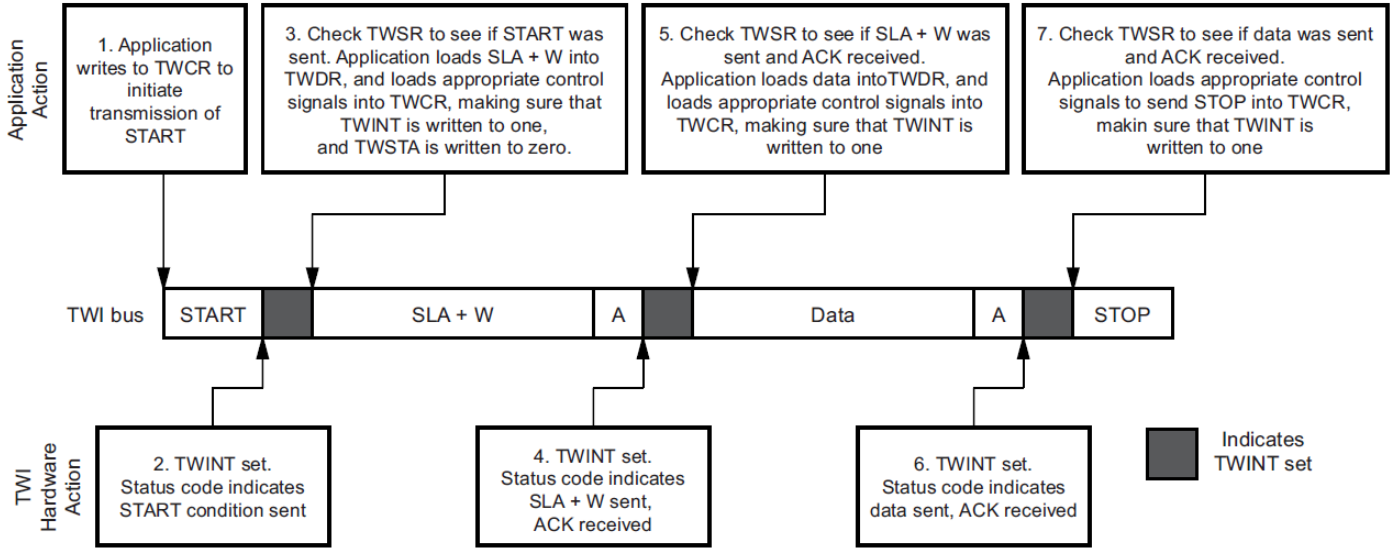 Application
Action
1. Application
writes to TWCR to
initiate
transmission of
START
3. Check TWSR to see if START was
sent. Application loads SLA + W into
TWDR, and loads appropriate control
signals into TWCR, making sure that
TWINT is written to one,
and TWSTA is written to zero.
5. Check TWSR to see if SLA + W was
sent and ACK received.
Application loads data intoTWDR, and
loads appropriate control signals into
TWCR, making sure that TWINT is
written to one
7. Check TWSR to see if data was sent
and ACK received.
Application loads appropriate control
signals to send STOP into TWCR,
makin sure that TWINT is
written to one
TWI bus
START
SLA + W
A
Data
A
STOP
TWI
Hardware
Action
2. TWINT set.
Status code indicates
START condition sent
4. TWINT set.
Status code indicates
SLA + W sent,
ACK received
6. TWINT set.
Status code indicates
data sent, ACK received
Indicates
TWINT set